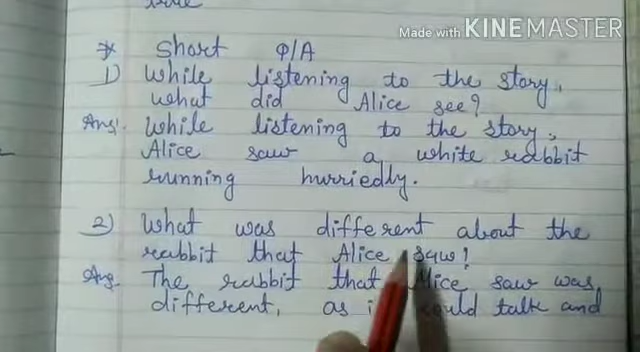 Made with KINEMASTER
* Short Q/A
1) While listening to the story,
what did Alice see?
Ans. While listening to the story,
Alice saw a white rabbit
running hurriedly.
2) What was different about the
rabbit that Alice saw?
Ans. The rabbit that Alice saw was
different, as could talk and